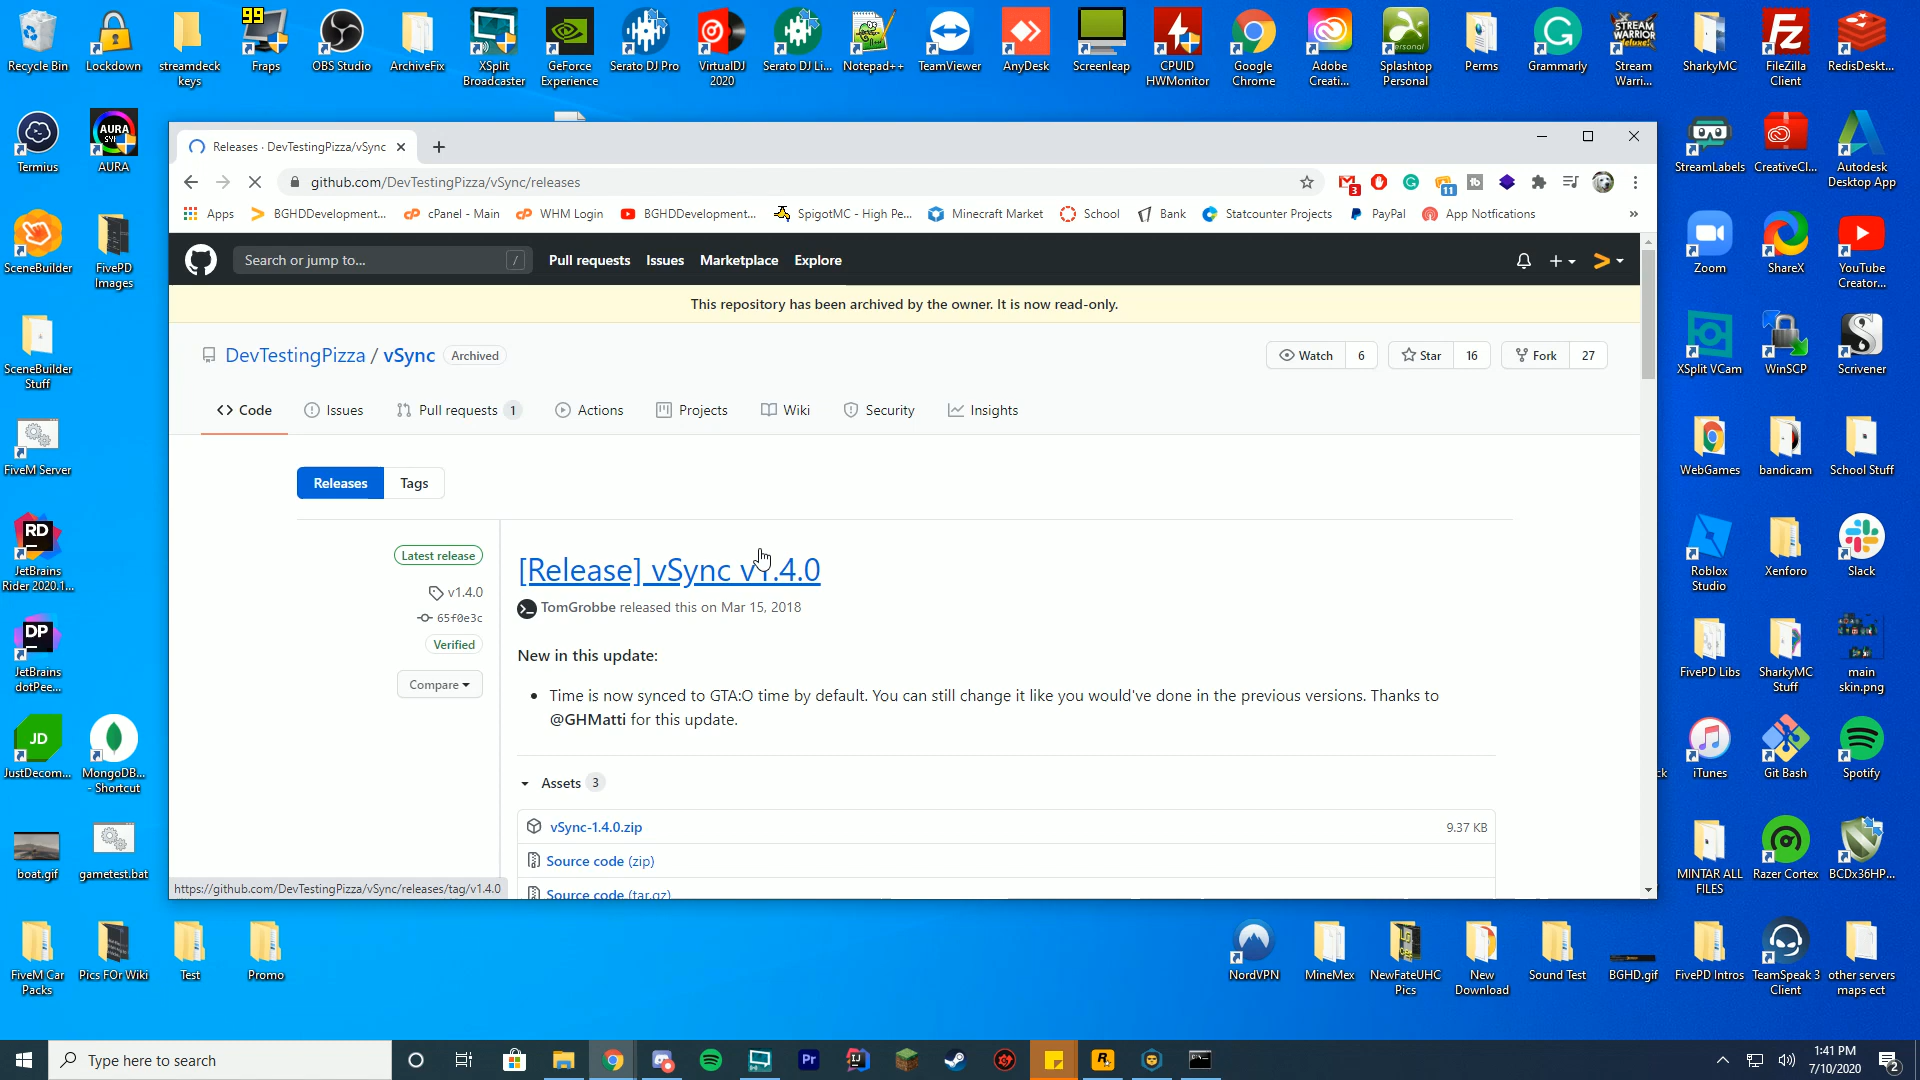 Recycle Bin
Lockdown
streamdeck keys
99
Fraps
OBS Studio
ArchiveFix
XSplit Broadcaster
GeForce Experience
Serato DJ Pro
VirtualDJ 2020
Serato DJ Li...
Notepad++
TeamViewer
AnyDesk
Screenleap
CPUID HWMonitor
Google Chrome
Adobe Creati...
Splashtop Personal
Perms
Grammarly
Stream Warri...
SharkyMC
FileZilla Client
RedisDeskt...
Termius
AURA
Releases · DevTestingPizza/vSync
github.com/DevTestingPizza/vSync/releases
3
11
Apps
BGHDDevelopment...
cPanel - Main
WHM Login
BGHDDevelopment...
SpigotMC - High Pe...
Minecraft Market
School
Bank
Statcounter Projects
PayPal
App Notfications
»
Search or jump to...
/
Pull requests
Issues
Marketplace
Explore
This repository has been archived by the owner. It is now read-only.
DevTestingPizza / vSync
Archived
Watch 6
Star 16
Fork 27
Code
Issues
Pull requests 1
Actions
Projects
Wiki
Security
Insights
Releases
Tags
Latest release
v1.4.0
65f0e3c
Verified
Compare
[Release] vSync v1.4.0
TomGrobbe released this on Mar 15, 2018
New in this update:
Time is now synced to GTA:O time by default. You can still change it like you would've done in the previous versions. Thanks to
@GHMatti for this update.
Assets 3
vSync-1.4.0.zip
9.37 KB
Source code (zip)
Source code (tar.gz)
https://github.com/DevTestingPizza/vSync/releases/tag/v1.4.0
SceneBuilder
FivePD Images
SceneBuilder Stuff
FiveM Server
JetBrains Rider 2020.1...
JetBrains dotPee...
JustDecom...
MongoDB... - Shortcut
boat.gif
gametest.bat
FiveM Car Packs
Pics FOr Wiki
Test
Promo
StreamLabels
CreativeCl...
Autodesk Desktop App
Zoom
ShareX
YouTube Creator...
XSplit VCam
WinSCP
Scrivener
WebGames
bandicam
School Stuff
Roblox Studio
Xenforo
Slack
FivePD Libs
SharkyMC Stuff
main skin.png
ck
iTunes
Git Bash
Spotify
MINTAR ALL FILES
Razer Cortex
BCDx36HP...
NordVPN
MineMex
NewFateUHC Pics
New Download
Sound Test
BGHD.gif
FivePD Intros
TeamSpeak 3 Client
other servers maps ect
Type here to search
1:41 PM
7/10/2020
2